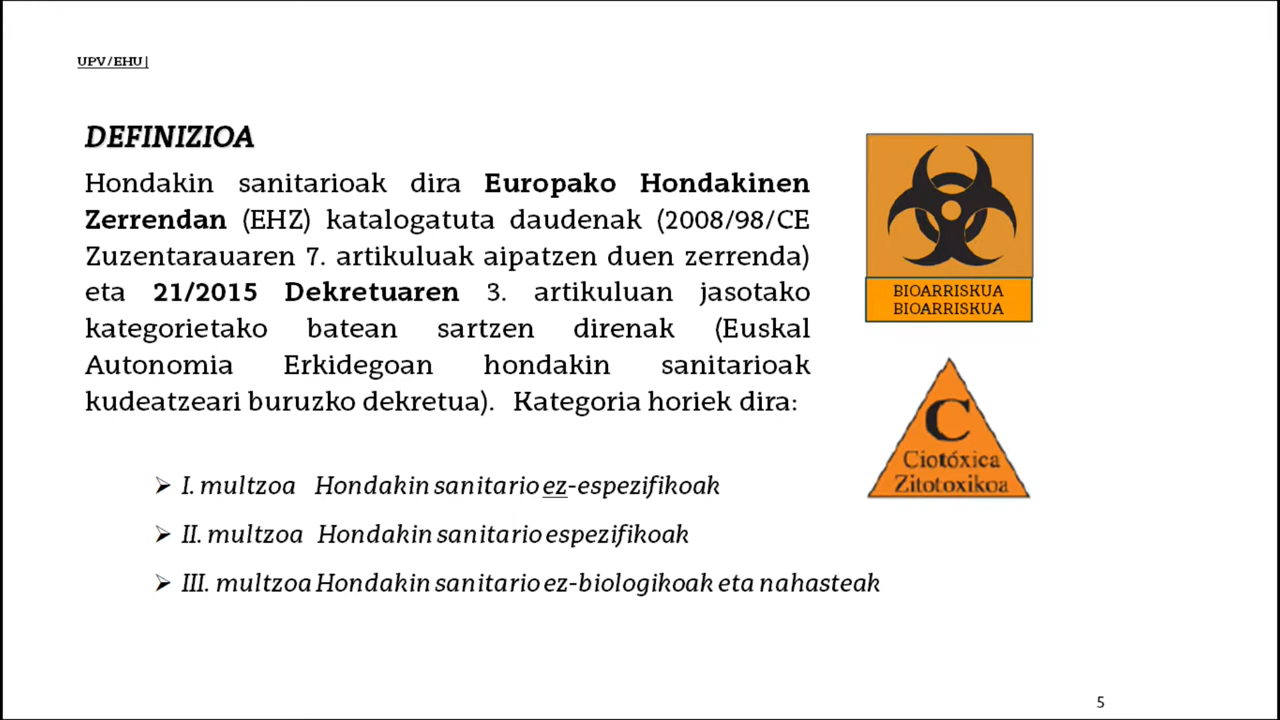 UPV/EHU|
DEFINIZIOA
Hondakin sanitarioak dira Europako Hondakinen
Zerrendan (EHZ) katalogatuta daudenak (2008/98/CE
Zuzentarauaren 7. artikuluak aipatzen duen zerrenda)
eta 21/2015 Dekretuaren 3. artikuluan jasotako
kategorietako batean sartzen direnak (Euskal
Autonomia Erkidegoan hondakin sanitarioak
kudeatzeari buruzko dekretua). Kategoria horiek dira:
➢ I. multzoa Hondakin sanitario ez-espezifikoak
➢ II. multzoa Hondakin sanitario espezifikoak
➢ III. multzoa Hondakin sanitario ez-biologikoak eta nahasteak
BIOARRISKUA
BIOARRISKUA
C
Ciotóxica
Zitotoxikoa
5